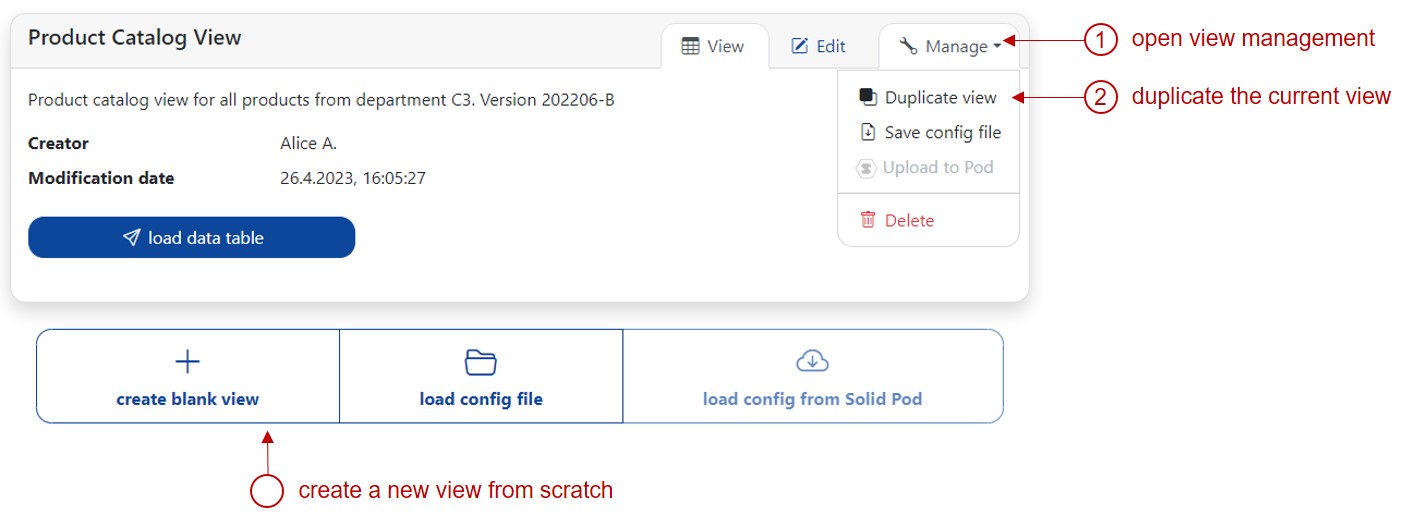 Product Catalog View
View
Edit
Manage
1 open view management
Product catalog view for all products from department C3. Version 202206-B
Duplicate view
2 duplicate the current view
Creator Alice A.
Save config file
Modification date 26.4.2023, 16:05:27
Upload to Pod
load data table
Delete
create blank view
load config file
load config from Solid Pod
create a new view from scratch